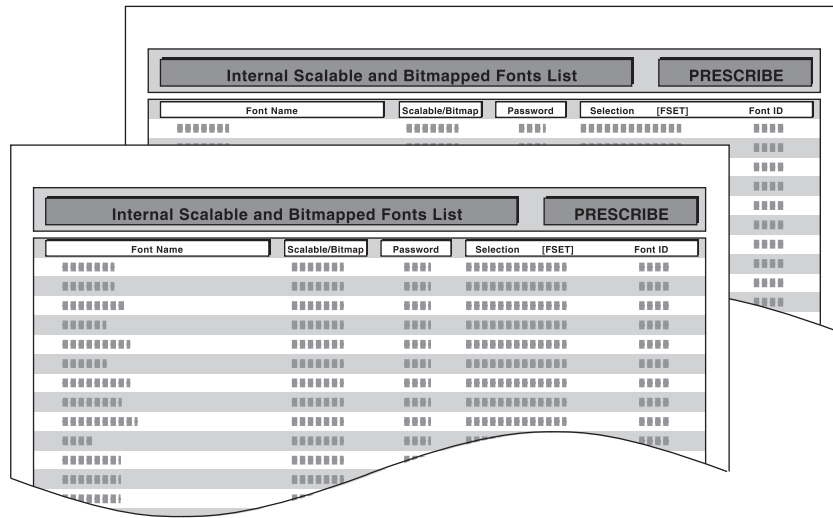 Internal Scalable and Bitmapped Fonts List PRESCRIBE
Font Name Scalable/Bitmap Password Selection [FSET] Font ID
Internal Scalable and Bitmapped Fonts List PRESCRIBE
Font Name Scalable/Bitmap Password Selection [FSET] Font ID